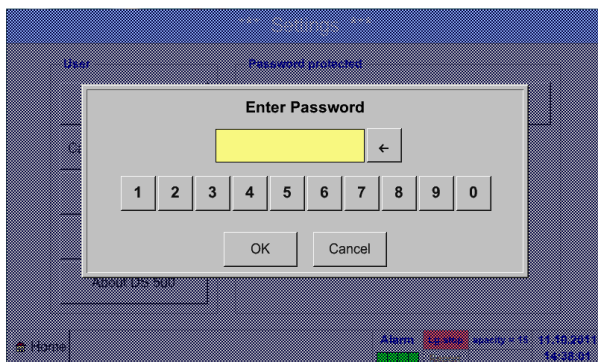 *** Settings ***
User
Password protected
Enter Password
←
1 2 3 4 5 6 7 8 9 0
OK Cancel
About DS 500
Home
Alarm
11.10.2011
14:38:01